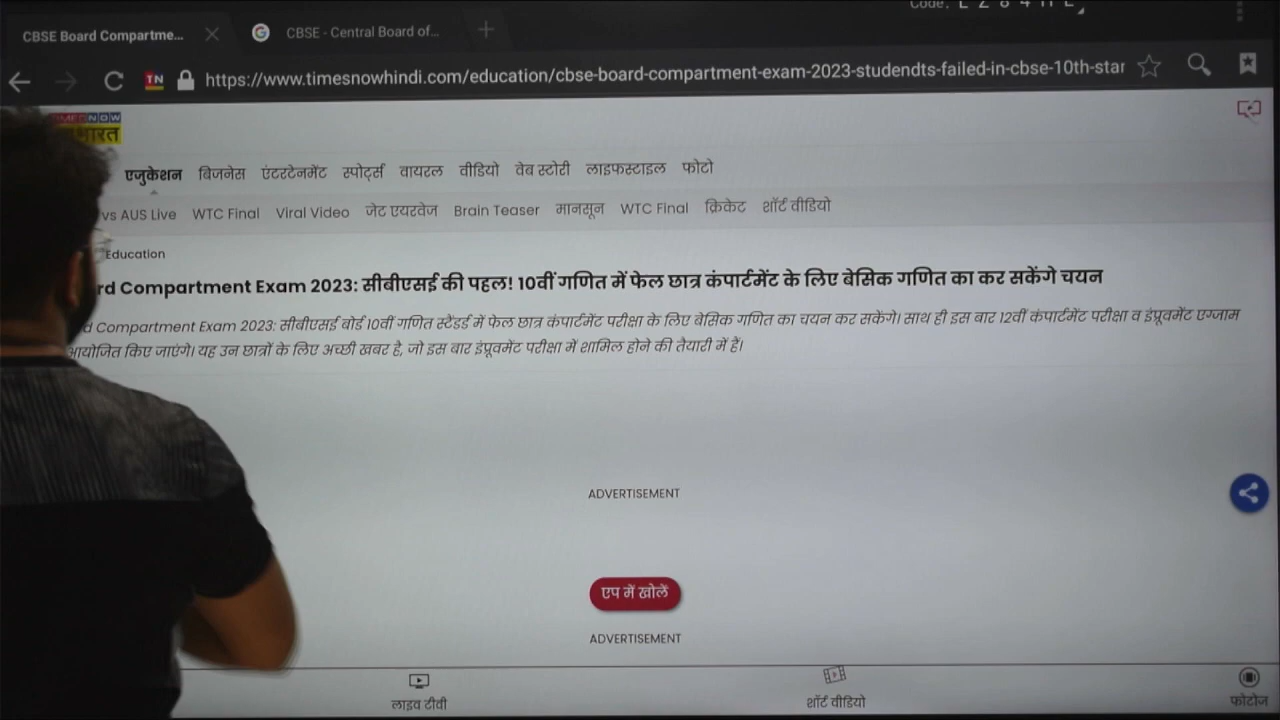 CBSE Board Compartme...
CBSE - Central Board of...
Code:
TN
https://www.timesnowhindi.com/education/cbse-board-compartment-exam-2023-studendts-failed-in-cbse-10th-star
NOW
एजुकेशन बिजनेस एंटरटेनमेंट स्पोर्ट्स वायरल वीडियो वेब स्टोरी लाइफस्टाइल फोटो
vs AUS Live WTC Final Viral Video जेट एयरवेज Brain Teaser मानसून WTC Final क्रिकेट शॉर्ट वीडियो
Education
rd Compartment Exam 2023: सीबीएसई की पहल! 10वीं गणित में फेल छात्र कंपार्टमेंट के लिए बेसिक गणित का कर सकेंगे चयन
d Compartment Exam 2023: सीबीएसई बोर्ड 10वीं गणित स्टैंडर्ड में फेल छात्र कंपार्टमेंट परीक्षा के लिए बेसिक गणित का चयन कर सकेंगे। साथ ही इस बार 12वीं कंपार्टमेंट परीक्षा व इंप्रूवमेंट एग्जाम
आयोजित किए जाएंगे। यह उन छात्रों के लिए अच्छी खबर है, जो इस बार इंप्रूवमेंट परीक्षा में शामिल होने की तैयारी में हैं।
ADVERTISEMENT
एप में खोलें
ADVERTISEMENT
लाइव टीवी
शॉर्ट वीडियो
फोटोज